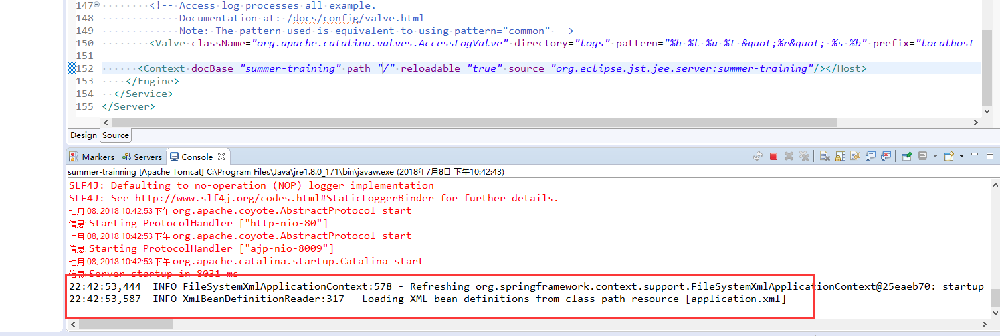 147 <!-- Access log processes all example.
148 Documentation at: /docs/config/valve.html
149 Note: The pattern used is equivalent to using pattern="common" -->
150 <Valve className="org.apache.catalina.valves.AccessLogValve" directory="logs" pattern="%h %l %u %t &quot;%r&quot; %s %b" prefix="localhost_
151
152 <Context docBase="summer-training" path="/" reloadable="true" source="org.eclipse.jst.jee.server:summer-training"/></Host>
153 </Engine>
154 </Service>
155 </Server>
Design Source
Markers Servers Console
summer-trainning [Apache Tomcat] C:\Program Files\Java\jre1.8.0_171\bin\javaw.exe (2018年7月8日 下午10:42:43)
SLF4J: Defaulting to no-operation (NOP) logger implementation
SLF4J: See http://www.slf4j.org/codes.html#StaticLoggerBinder for further details.
七月 08, 2018 10:42:53 下午 org.apache.coyote.AbstractProtocol start
信息: Starting ProtocolHandler ["http-nio-80"]
七月 08, 2018 10:42:53 下午 org.apache.coyote.AbstractProtocol start
信息: Starting ProtocolHandler ["ajp-nio-8009"]
七月 08, 2018 10:42:53 下午 org.apache.catalina.startup.Catalina start
信息: Server startup in 8031 ms
22:42:53,444 INFO FileSystemXmlApplicationContext:578 - Refreshing org.springframework.context.support.FileSystemXmlApplicationContext@25eaeb70: startup
22:42:53,587 INFO XmlBeanDefinitionReader:317 - Loading XML bean definitions from class path resource [application.xml]